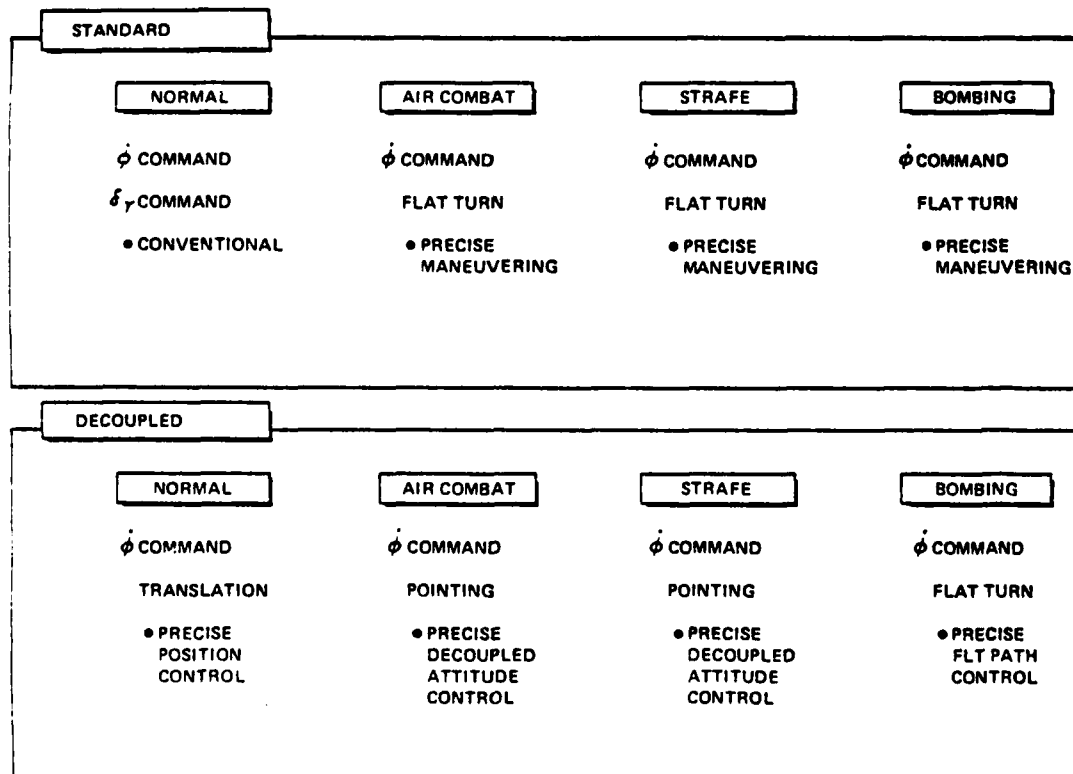 STANDARD
NORMAL
AIR COMBAT
STRAFE
BOMBING
φ̇ COMMAND
φ̇ COMMAND
φ̇ COMMAND
φ̇ COMMAND
δγ COMMAND
FLAT TURN
FLAT TURN
FLAT TURN
● CONVENTIONAL
● PRECISE
MANEUVERING
● PRECISE
MANEUVERING
● PRECISE
MANEUVERING
DECOUPLED
NORMAL
AIR COMBAT
STRAFE
BOMBING
φ̇ COMMAND
φ̇ COMMAND
φ̇ COMMAND
φ̇ COMMAND
TRANSLATION
POINTING
POINTING
FLAT TURN
● PRECISE
POSITION
CONTROL
● PRECISE
DECOUPLED
ATTITUDE
CONTROL
● PRECISE
DECOUPLED
ATTITUDE
CONTROL
● PRECISE
FLT PATH
CONTROL